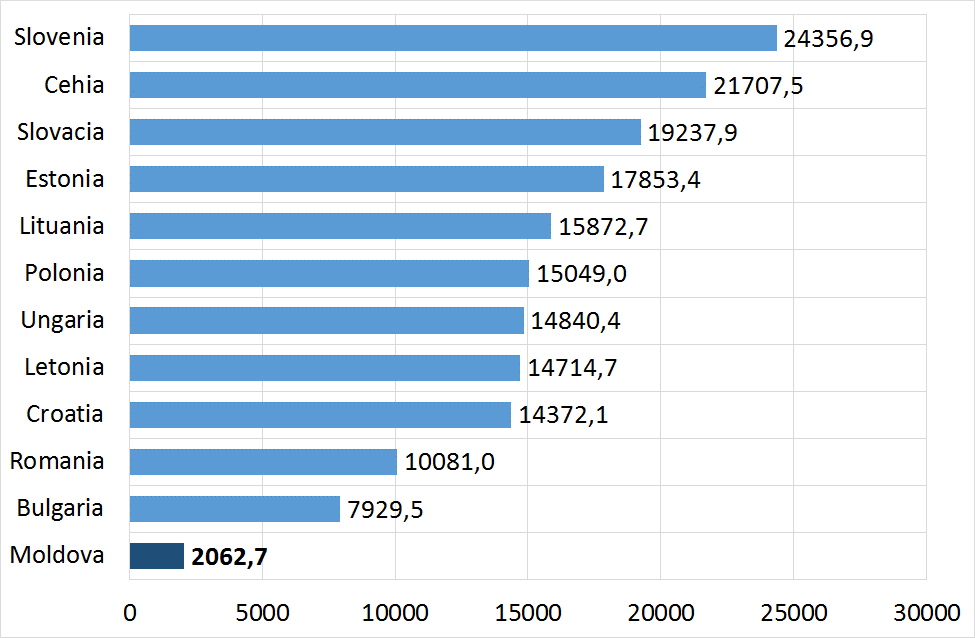 Slovenia 24356,9
Cehia 21707,5
Slovacia 19237,9
Estonia 17853,4
Lituania 15872,7
Polonia 15049,0
Ungaria 14840,4
Letonia 14714,7
Croatia 14372,1
Romania 10081,0
Bulgaria 7929,5
Moldova 2062,7
0 5000 10000 15000 20000 25000 30000